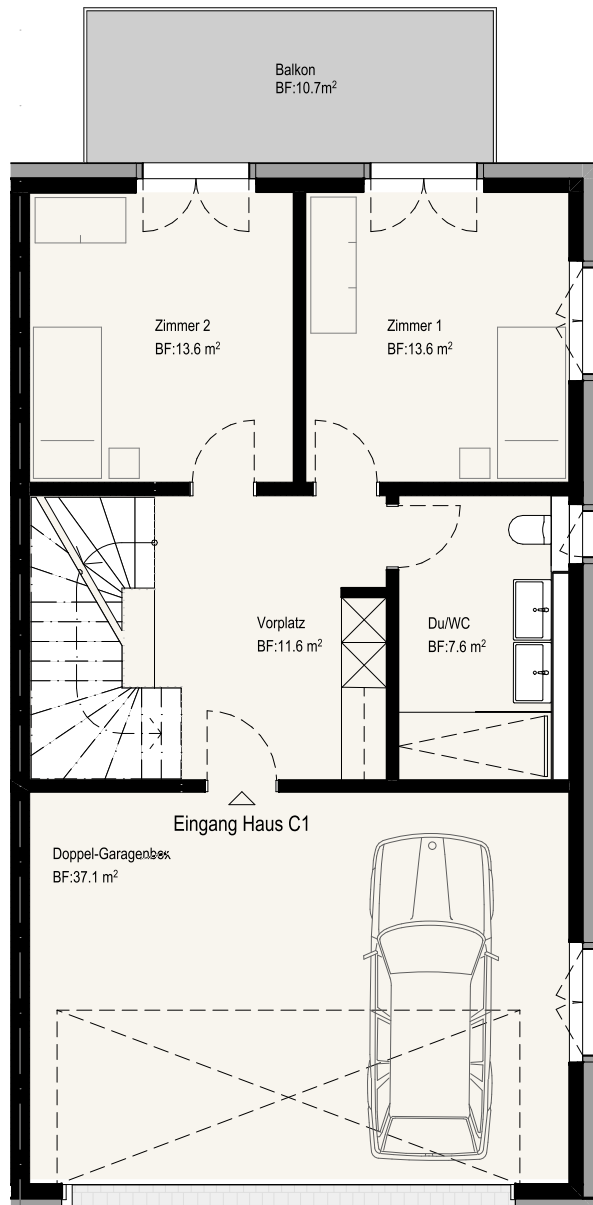 Balkon
BF:10.7m²
Zimmer 2
BF:13.6 m²
Zimmer 1
BF:13.6 m²
Vorplatz
BF:11.6 m²
Du/WC
BF:7.6 m²
Eingang Haus C1
Doppel-Garagenbox
BF:37.1 m²